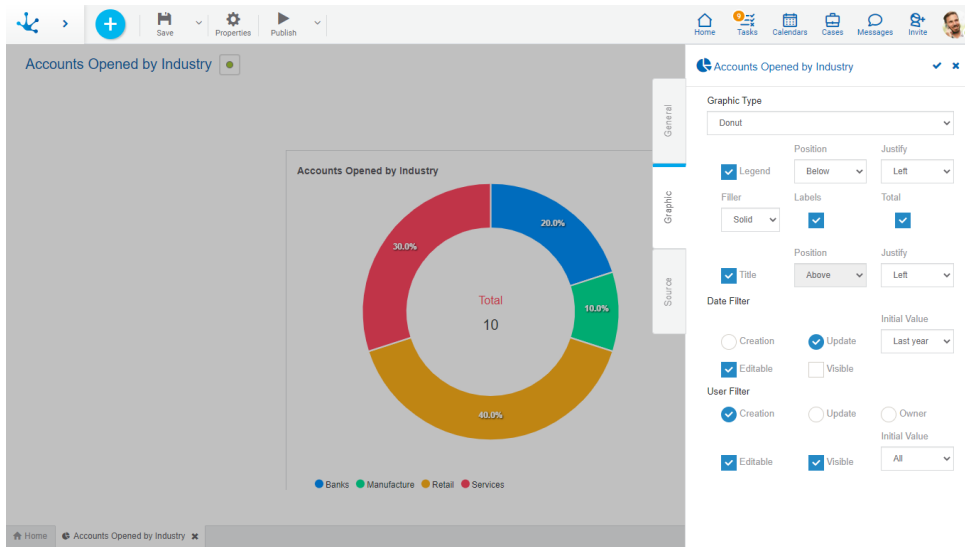 Save
Properties
Publish
Home
9
Tasks
Calendars
Cases
Messages
Invite
Accounts Opened by Industry
Accounts Opened by Industry
20.0%
30.0%
10.0%
Total
10
40.0%
Banks Manufacture Retail Services
Home
Accounts Opened by Industry
General
Graphic
Source
Accounts Opened by Industry
Graphic Type
Donut
Position Justify
Legend Below Left
Filler Labels Total
Solid
Position Justify
Title Above Left
Date Filter
Initial Value
Creation Update Last year
Editable Visible
User Filter
Creation Update Owner
Initial Value
Editable Visible All